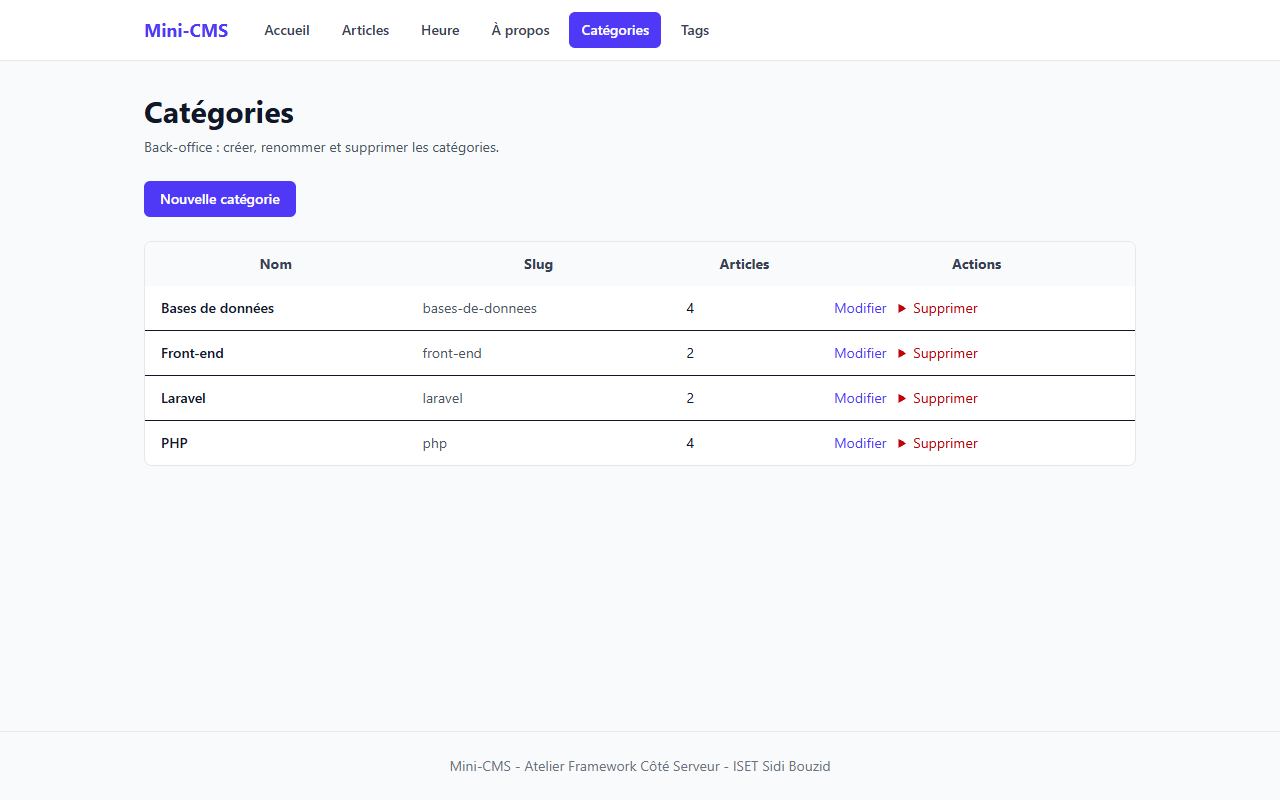 Mini-CMS Accueil Articles Heure À propos Catégories Tags
Catégories
Back-office : créer, renommer et supprimer les catégories.
Nouvelle catégorie
Nom Slug Articles Actions
Bases de données bases-de-donnees 4 Modifier Supprimer
Front-end front-end 2 Modifier Supprimer
Laravel laravel 2 Modifier Supprimer
PHP php 4 Modifier Supprimer
Mini-CMS - Atelier Framework Côté Serveur - ISET Sidi Bouzid